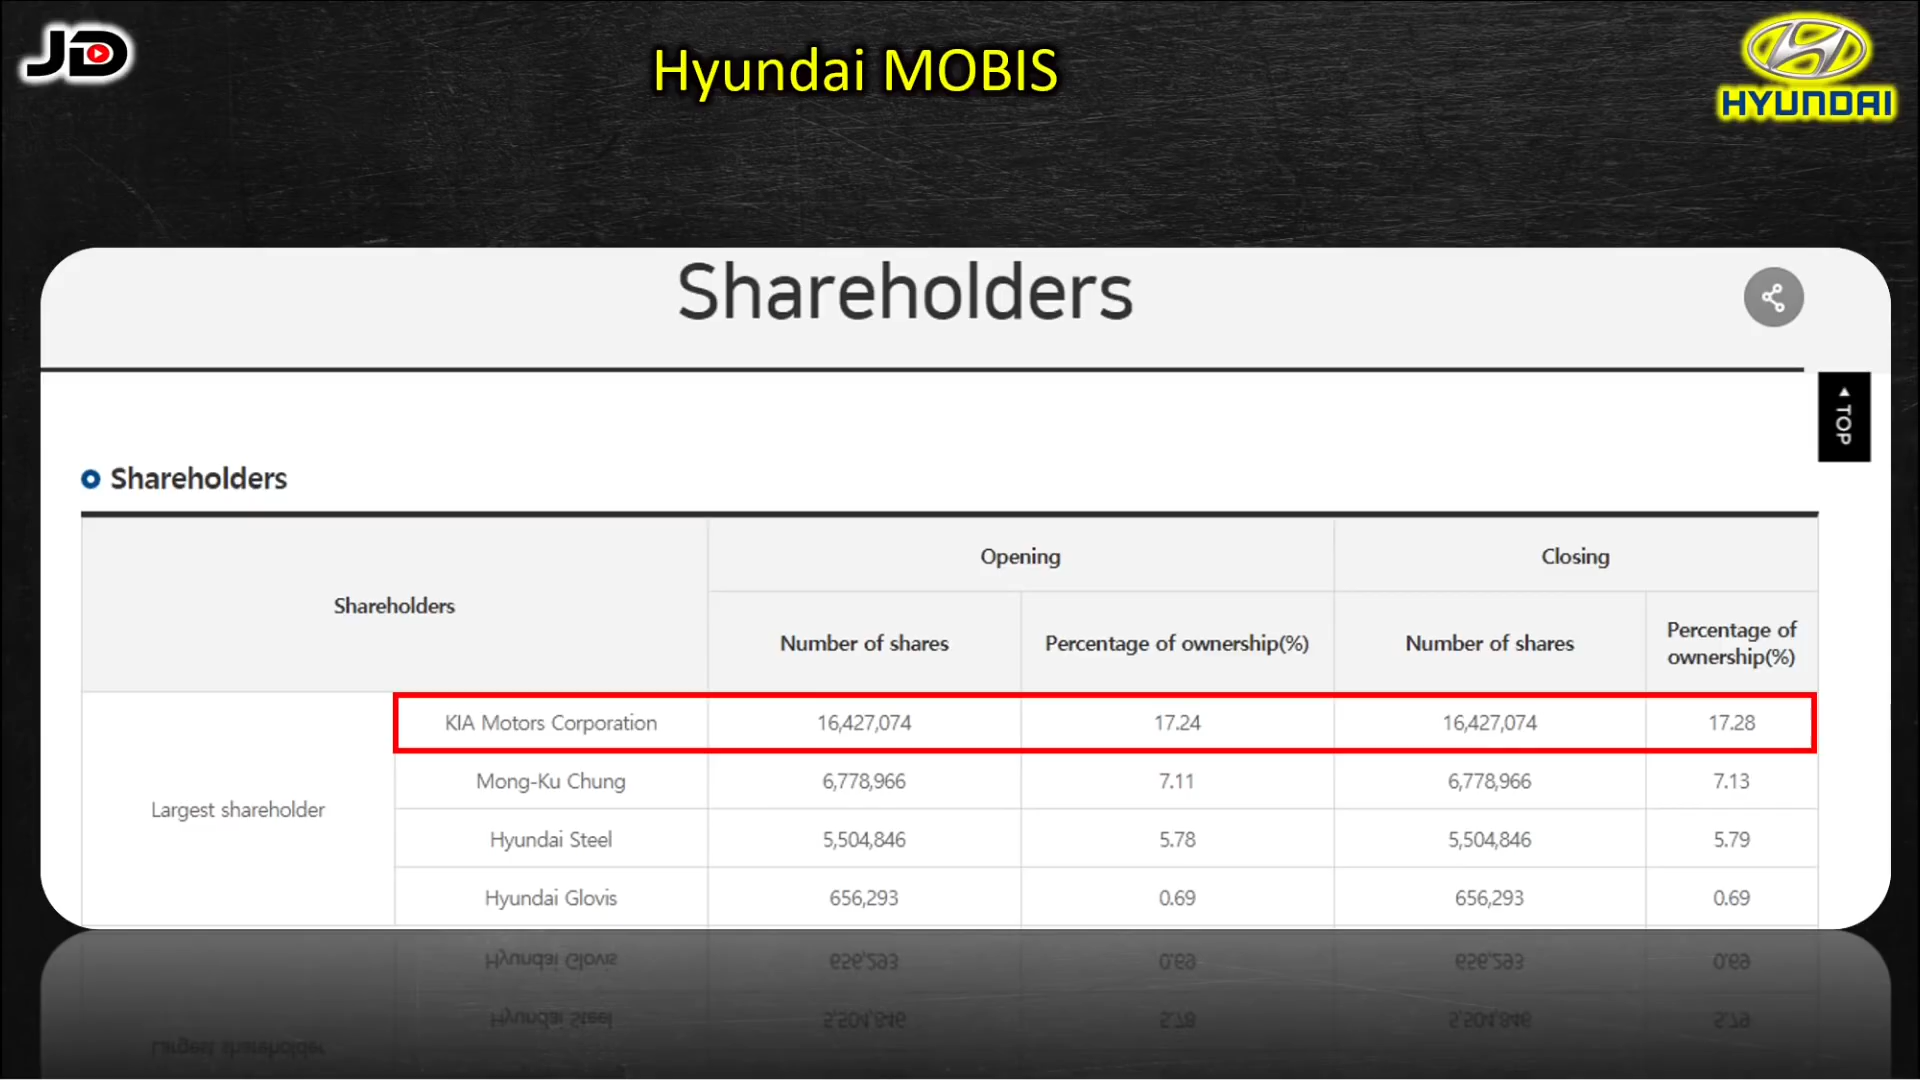 JD
Hyundai MOBIS
HYUNDAI
Shareholders
TOP
Shareholders
Shareholders
Opening
Closing
Number of shares
Percentage of ownership(%)
Number of shares
Percentage of
ownership(%)
Largest shareholder
KIA Motors Corporation 16,427,074 17.24 16,427,074 17.28
Mong-Ku Chung 6,778,966 7.11 6,778,966 7.13
Hyundai Steel 5,504,846 5.78 5,504,846 5.79
Hyundai Glovis 656,293 0.69 656,293 0.69